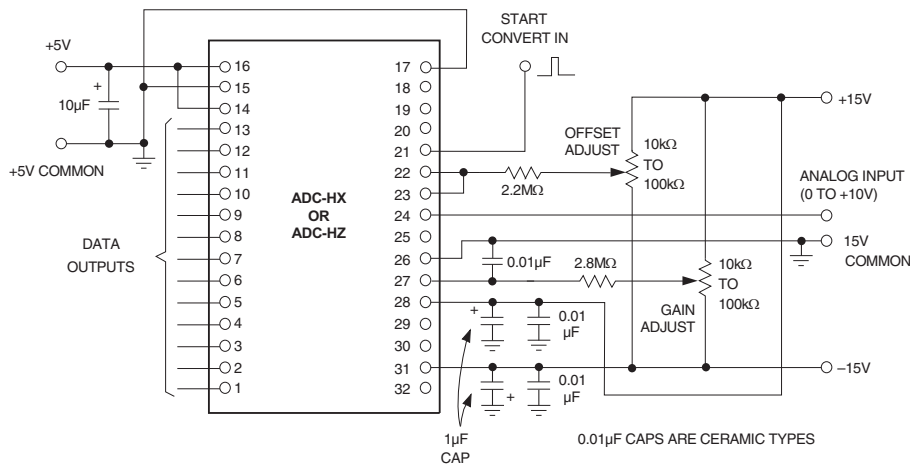 START
CONVERT IN
+5V
+
10µF
+5V COMMON
16
15
14
13
12
11
10
9
8
7
6
5
4
3
2
1
DATA
OUTPUTS
ADC-HX
OR
ADC-HZ
17
18
19
20
21
22
23
24
25
26
27
28
29
30
31
32
OFFSET
ADJUST
2.2MΩ
10kΩ
TO
100kΩ
+15V
ANALOG INPUT
(0 TO +10V)
15V
COMMON
0.01µF
2.8MΩ
10kΩ
TO
100kΩ
GAIN
ADJUST
+
0.01
µF
–15V
+
0.01
µF
1µF
CAP
0.01µF CAPS ARE CERAMIC TYPES